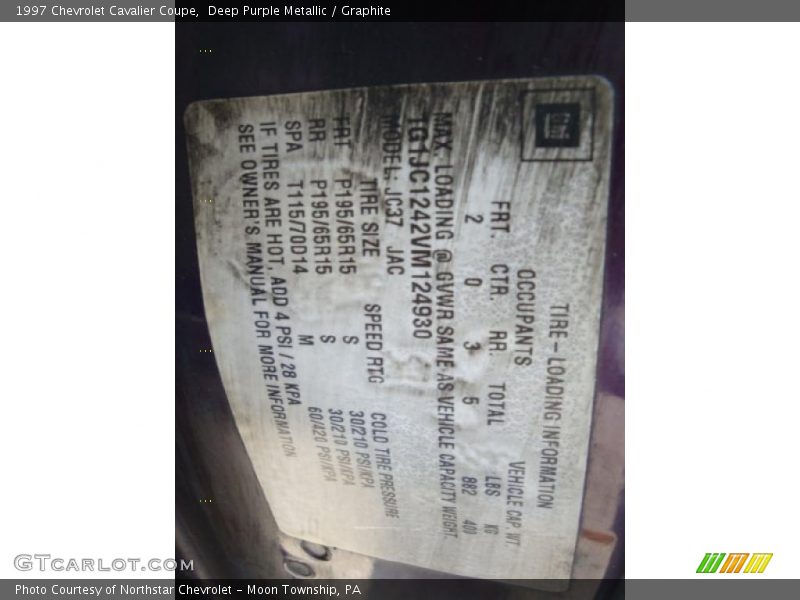 1997 Chevrolet Cavalier Coupe, Deep Purple Metallic / Graphite
GM
TIRE-LOADING INFORMATION
OCCUPANTS VEHICLE CAP. WT.
FRT. CTR. RR. TOTAL LBS KG
2 0 3 5 882 400
MAX. LOADING @ GVWR SAME AS VEHICLE CAPACITY WEIGHT.
1G1JC1242VM124930
MODEL: JC37 JAC
TIRE SIZE SPEED RTG COLD TIRE PRESSURE
FRT P195/65R15 S 30/210 PSI/KPA
RR P195/65R15 S 30/210 PSI/KPA
SPA T115/70D14 M 60/420 PSI/KPA
IF TIRES ARE HOT, ADD 4 PSI / 28 KPA
SEE OWNER'S MANUAL FOR MORE INFORMATION
GTCARLOT.COM
Photo Courtesy of Northstar Chevrolet - Moon Township, PA